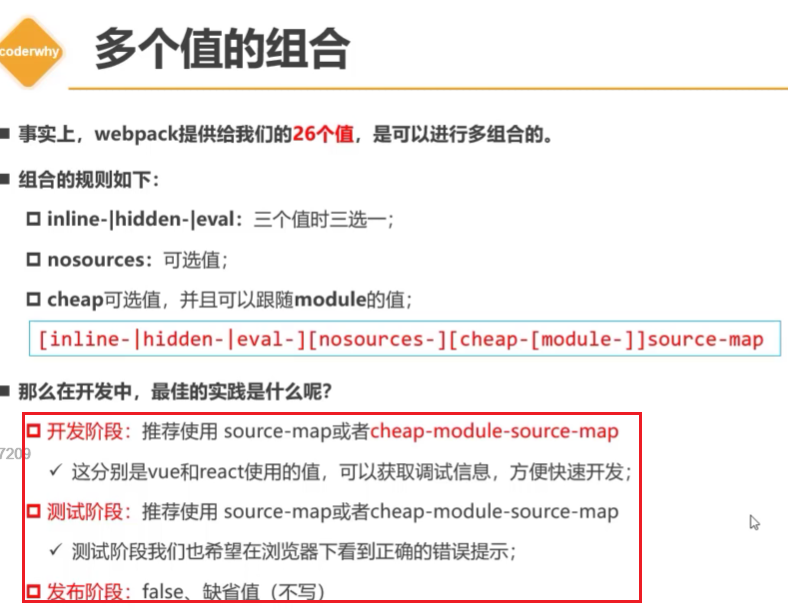 coderwhy
多个值的组合
事实上，webpack提供给我们的26个值，是可以进行多组合的。
组合的规则如下：
inline-|hidden-|eval：三个值时三选一；
nosources：可选值；
cheap可选值，并且可以跟随module的值；
[inline-|hidden-|eval-][nosources-][cheap-[module-]]source-map
那么在开发中，最佳的实践是什么呢？
开发阶段：推荐使用 source-map或者cheap-module-source-map
7209
✓ 这分别是vue和react使用的值，可以获取调试信息，方便快速开发；
测试阶段：推荐使用 source-map或者cheap-module-source-map
✓ 测试阶段我们也希望在浏览器下看到正确的错误提示；
发布阶段：false、缺省值（不写）